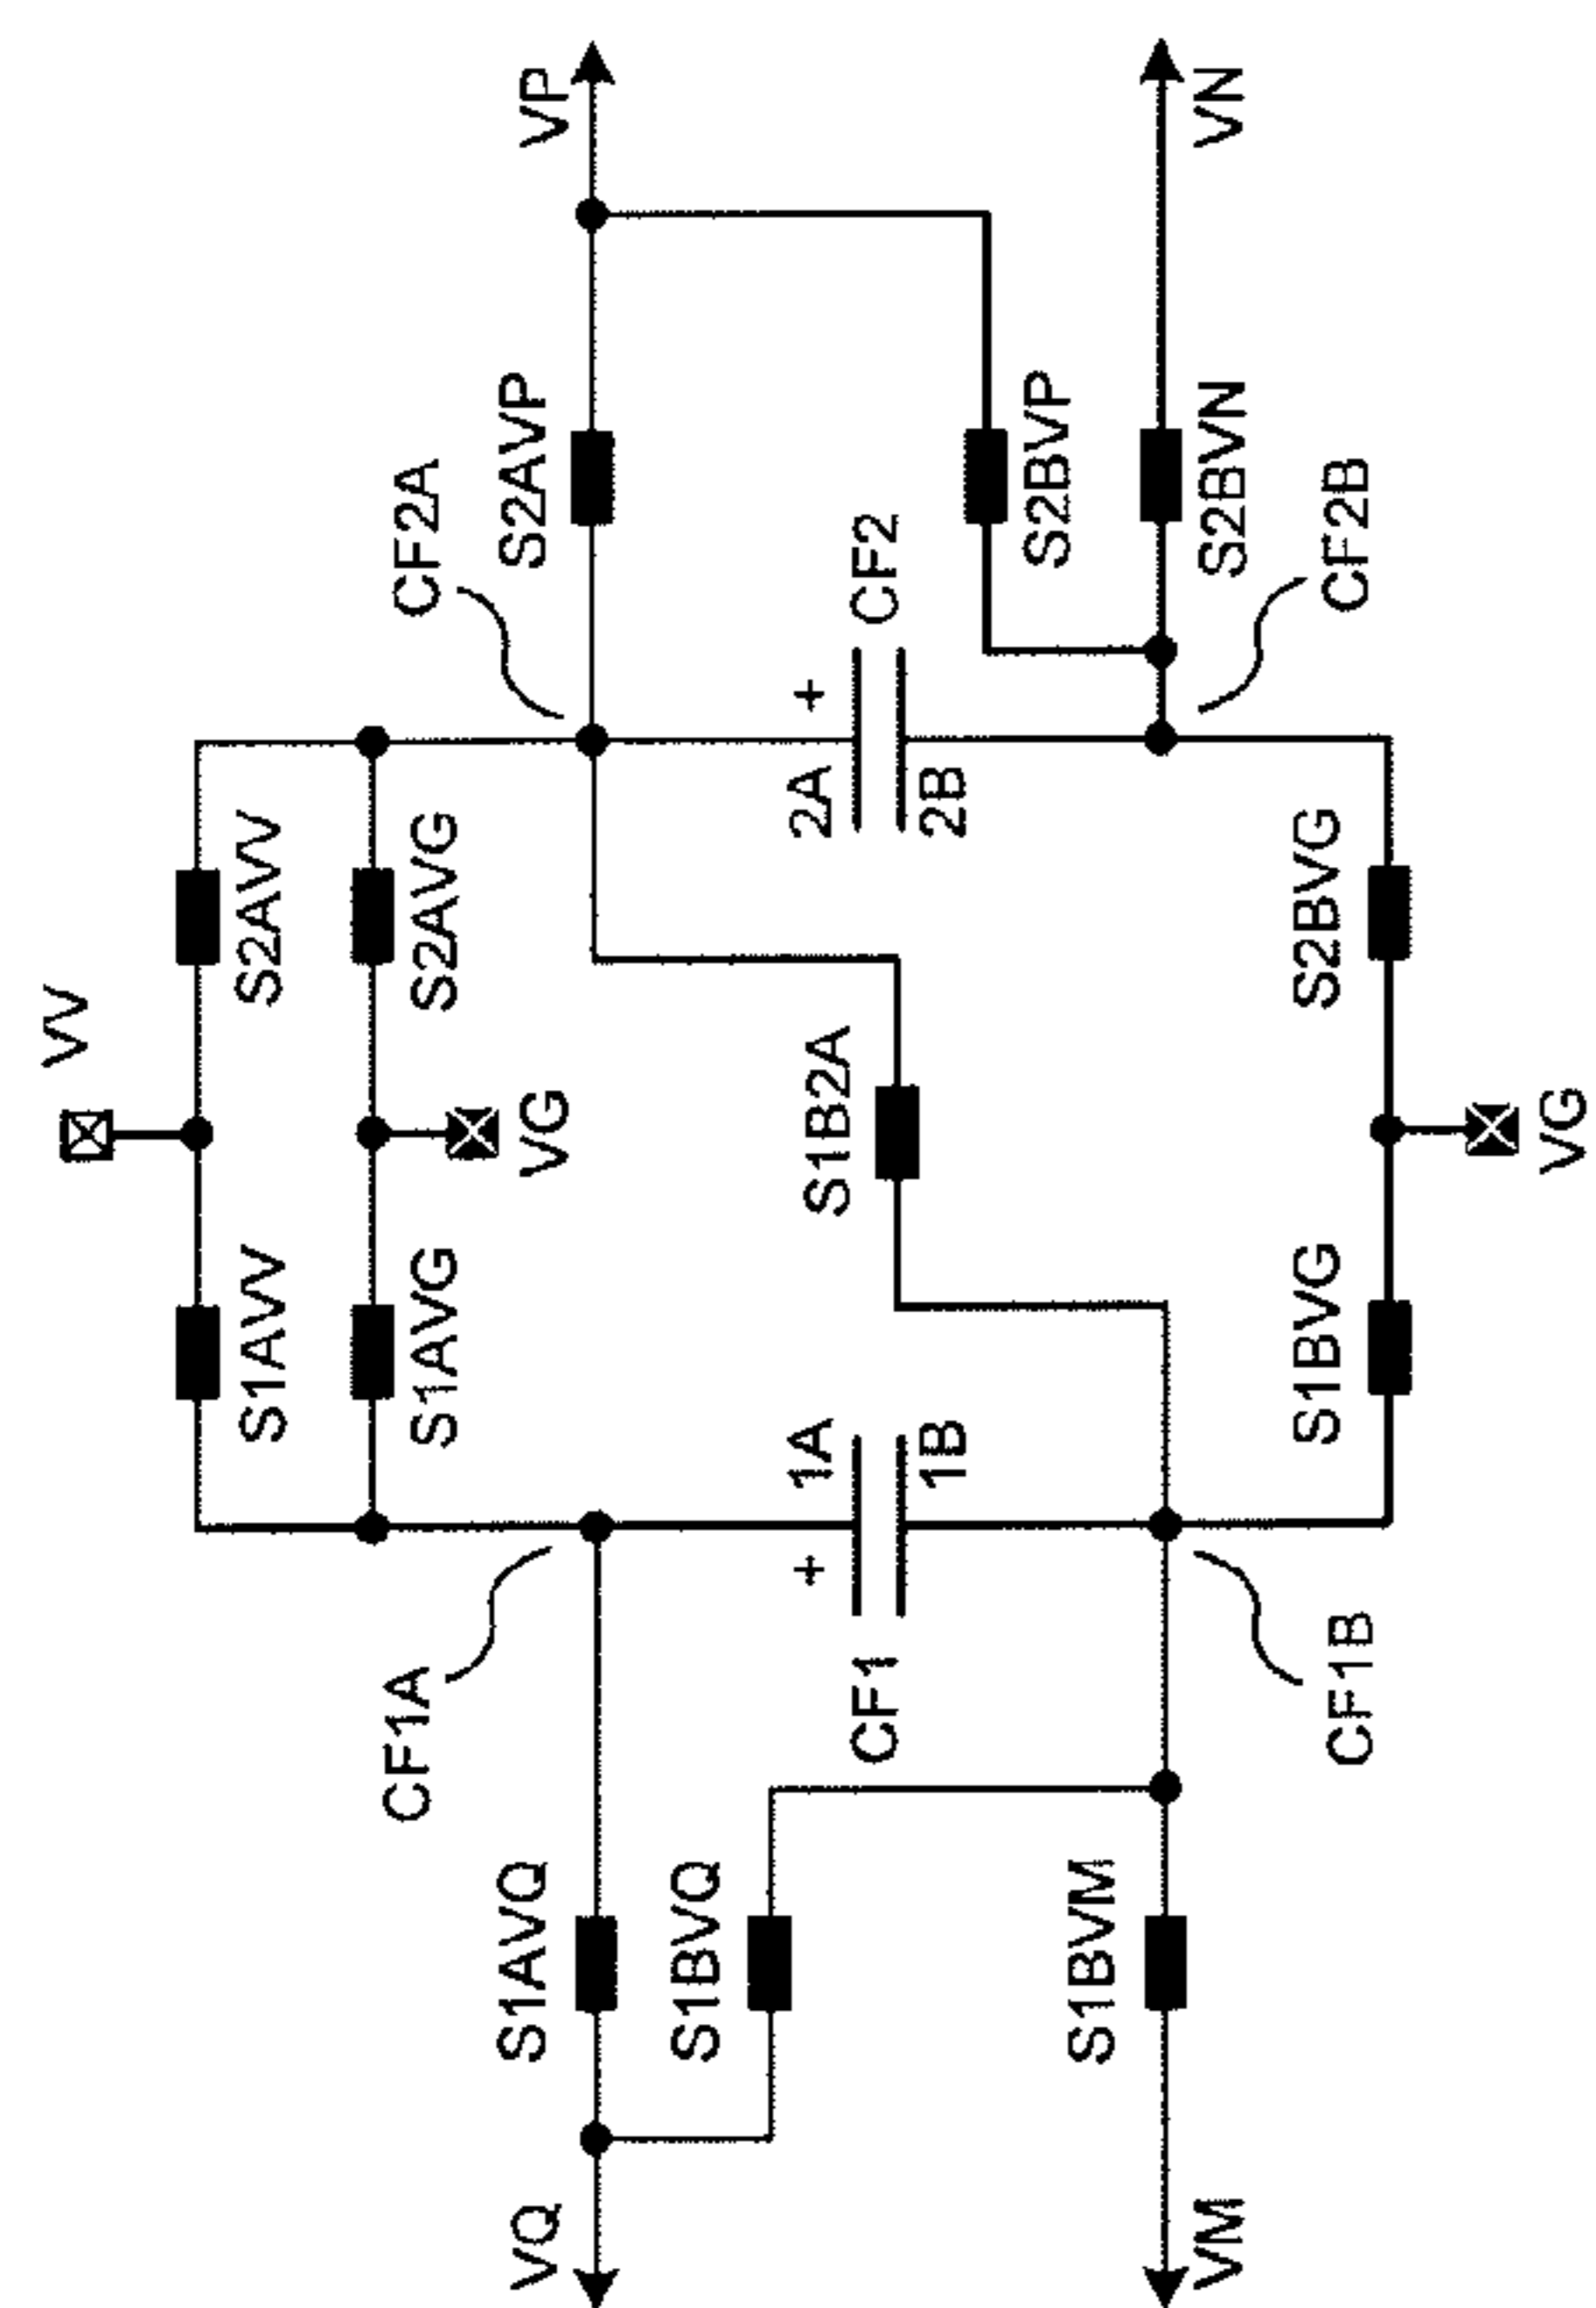 VP
VN
S2AVP
S2BVP
S2BVN
CF2A
CF2
CF2B
+
2A
2B
S2AVV
S2AVG
S2BVG
VV
VG
S1B2A
VG
S1AVV
S1AVG
S1BVG
1A
1B
+
CF1A
CF1
CF1B
S1AVQ
S1BVQ
S1BVM
VQ
VM